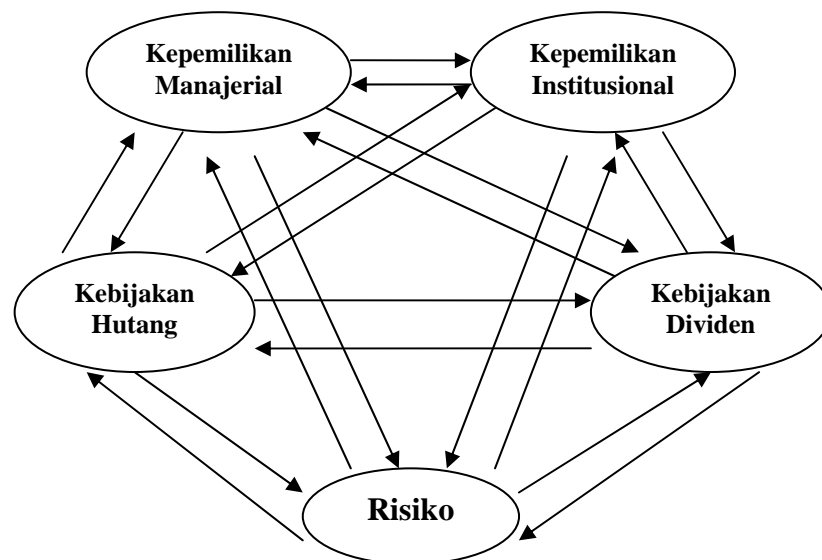 Kepemilikan
Manajerial
Kepemilikan
Institusional
Kebijakan
Hutang
Kebijakan
Dividen
Risiko